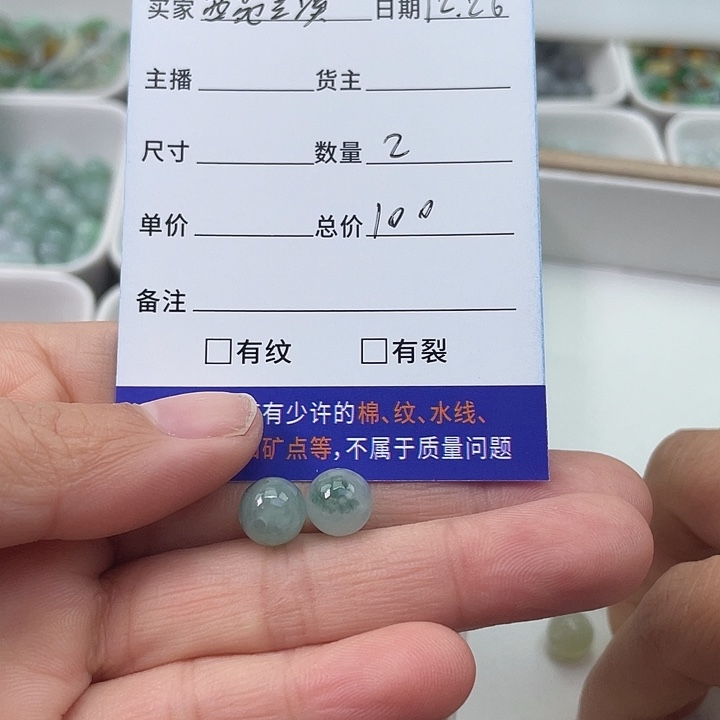 买家 日期12.26
主播 货主
尺寸 数量 2
单价 总价 100
备注
□有纹 □有裂
有少许的棉、纹、水线、
矿点等,不属于质量问题